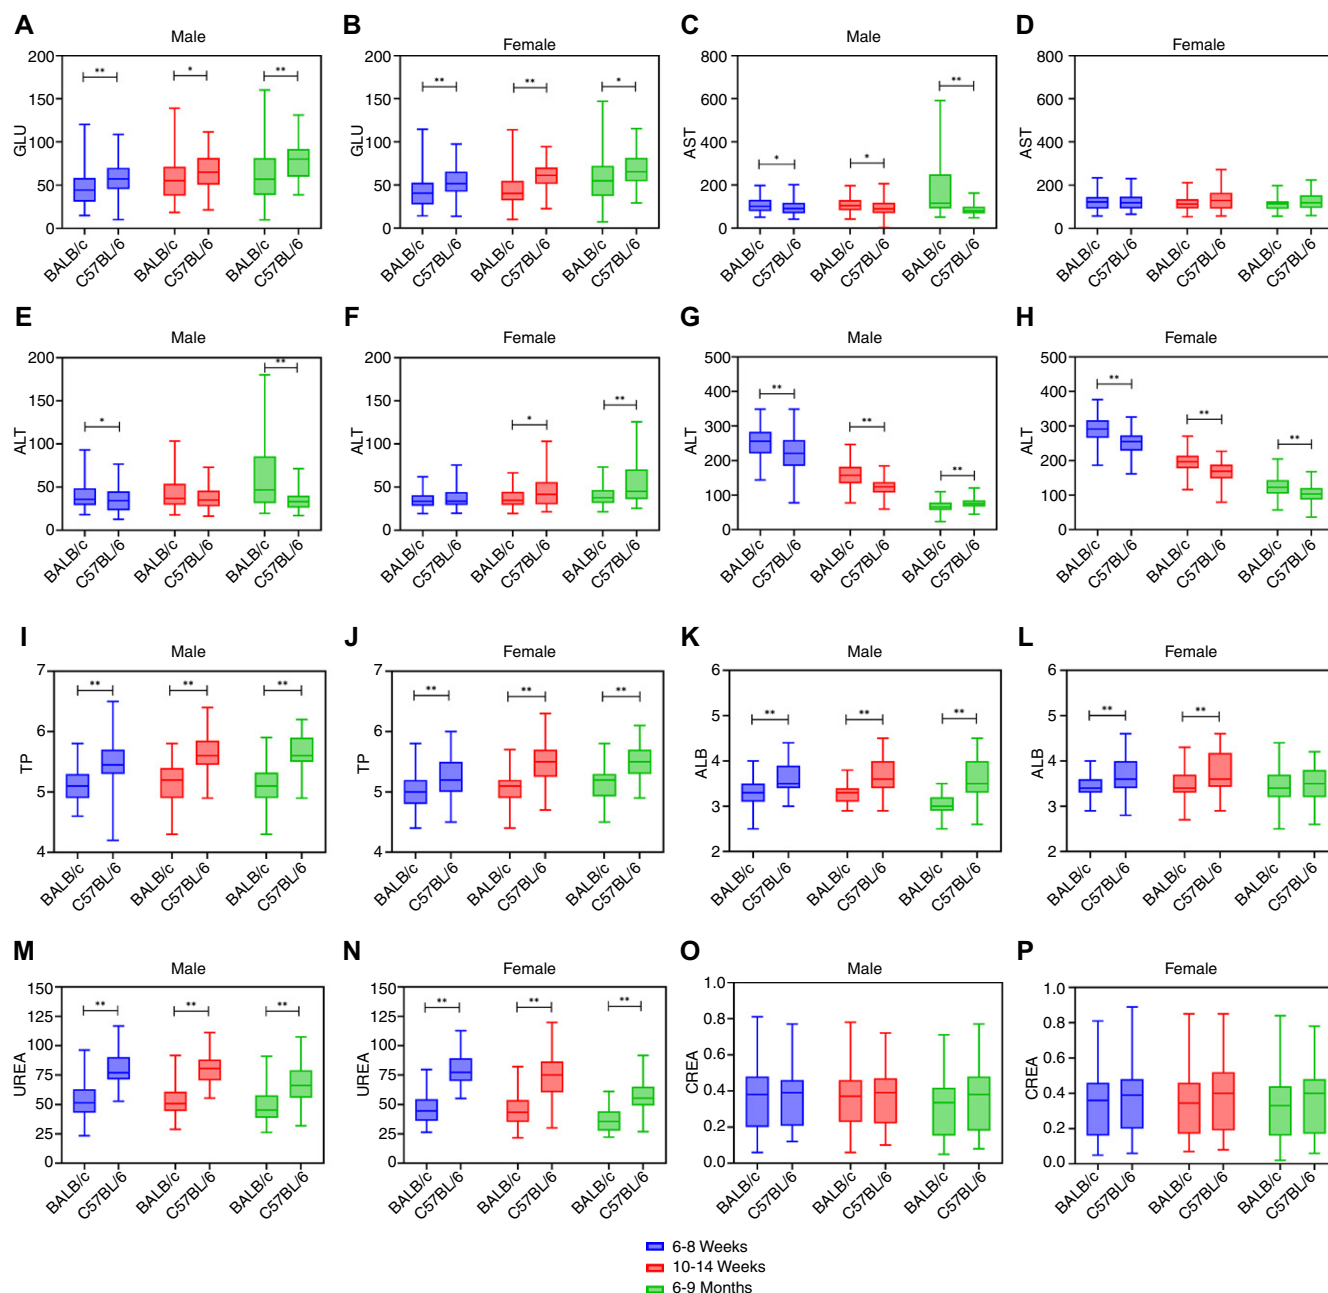 A B C D
Male Female Male Female
GLU GLU AST AST
200 200 800 800
150 150 600 600
100 100 400 400
50 50 200 200
0 0 0 0
** * ** ** ** * * * **
BALB/c C57BL/6 BALB/c C57BL/6 BALB/c C57BL/6 BALB/c C57BL/6 BALB/c C57BL/6 BALB/c C57BL/6 BALB/c C57BL/6 BALB/c C57BL/6 BALB/c C57BL/6 BALB/c C57BL/6 BALB/c C57BL/6 BALB/c C57BL/6
E F G H
Male Female Male Female
ALT ALT ALT ALT
200 200 500 500
150 150 400 400
100 100 300 300
50 50 200 200
0 0 100 100
0 0
* ** * ** ** ** ** ** ** **
BALB/c C57BL/6 BALB/c C57BL/6 BALB/c C57BL/6 BALB/c C57BL/6 BALB/c C57BL/6 BALB/c C57BL/6 BALB/c C57BL/6 BALB/c C57BL/6 BALB/c C57BL/6 BALB/c C57BL/6 BALB/c C57BL/6 BALB/c C57BL/6
I J K L
Male Female Male Female
TP TP ALB ALB
7 7 6 6
6 6 5 5
5 5 4 4
4 4 3 3
2 2
** ** ** ** ** ** ** ** ** ** **
BALB/c C57BL/6 BALB/c C57BL/6 BALB/c C57BL/6 BALB/c C57BL/6 BALB/c C57BL/6 BALB/c C57BL/6 BALB/c C57BL/6 BALB/c C57BL/6 BALB/c C57BL/6 BALB/c C57BL/6 BALB/c C57BL/6 BALB/c C57BL/6
M N O P
Male Female Male Female
UREA UREA CREA CREA
150 150 1.0 1.0
125 125 0.8 0.8
100 100 0.6 0.6
75 75 0.4 0.4
50 50 0.2 0.2
25 25 0.0 0.0
0 0
** ** ** ** ** **
BALB/c C57BL/6 BALB/c C57BL/6 BALB/c C57BL/6 BALB/c C57BL/6 BALB/c C57BL/6 BALB/c C57BL/6 BALB/c C57BL/6 BALB/c C57BL/6 BALB/c C57BL/6 BALB/c C57BL/6 BALB/c C57BL/6 BALB/c C57BL/6
6-8 Weeks
10-14 Weeks
6-9 Months